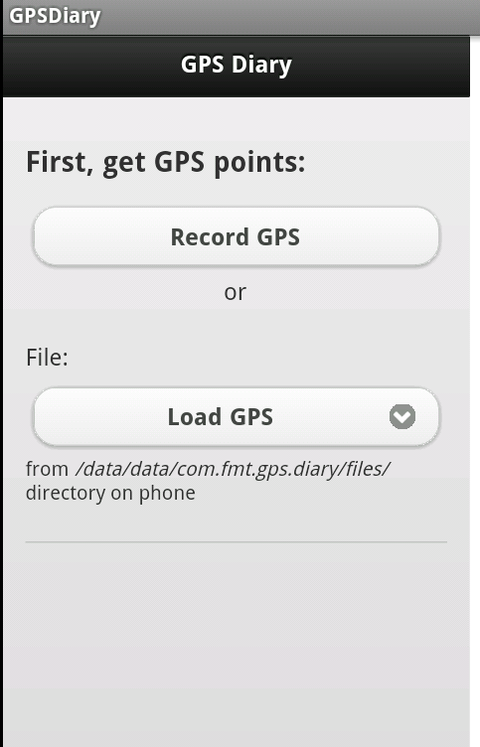 GPSDiary
GPS Diary
First, get GPS points:
Record GPS
or
File:
Load GPS
from /data/data/com.fmt.gps.diary/files/
directory on phone